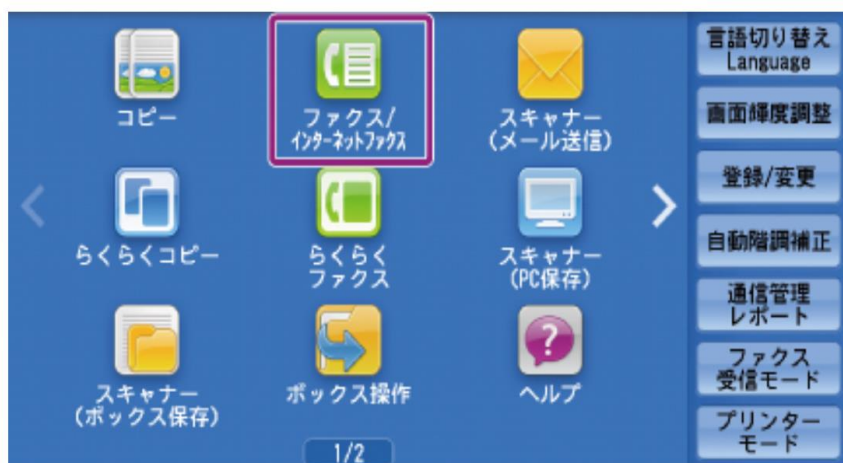 コピー
ファクス/
インターネットファクス
スキャナー
(メール送信)
らくらくコピー
らくらく
ファクス
スキャナー
(PC保存)
スキャナー
(ボックス保存)
ボックス操作
ヘルプ
1/2
言語切り替え
Language
画面輝度調整
登録/変更
自動階調補正
通信管理
レポート
ファクス
受信モード
プリンター
モード